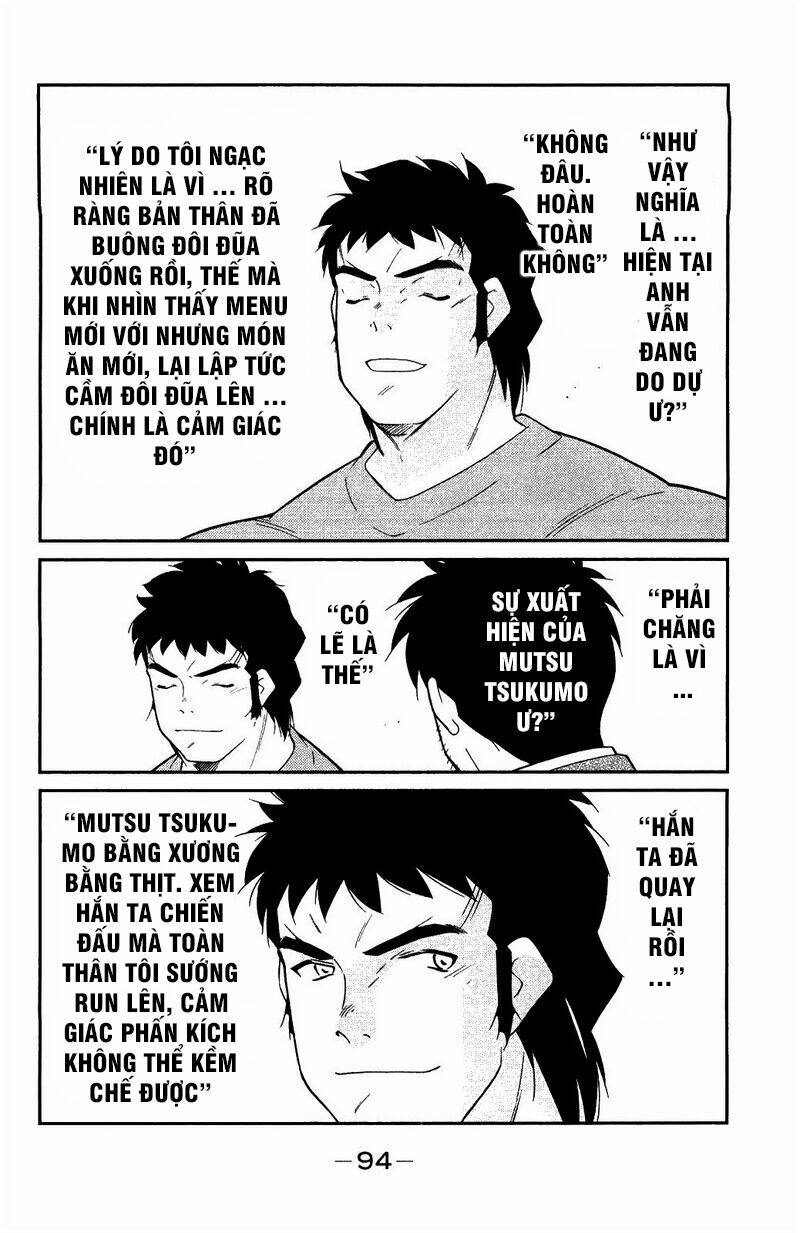 “NHƯ
VẬY
NGHĨA
LÀ ...
HIỆN TẠI
ANH
VẪN
ĐANG
DO DỰ
Ư?”
“KHÔNG
ĐÂU.
HOÀN
TOÀN
KHÔNG”
“LÝ DO TÔI NGẠC
NHIÊN LÀ VÌ ... RÕ
RÀNG BẢN THÂN ĐÃ
BUÔNG ĐÔI ĐŨA
XUỐNG RỒI, THẾ MÀ
KHI NHÌN THẤY MENU
MỚI VỚI NHƯNG MÓN
ĂN MỚI, LẠI LẬP TỨC
CẦM ĐÔI ĐŨA LÊN ...
CHÍNH LÀ CẢM GIÁC
ĐÓ”
“PHẢI
CHĂNG
LÀ VÌ
...
SỰ XUẤT
HIỆN CỦA
MUTSU
TSUKUMO
Ư?”
“CÓ
LẼ LÀ
THẾ”
“HẮN
TA ĐÃ
QUAY
LẠI
RỒI
...”
“MUTSU TSUKU-
MO BẰNG XƯƠNG
BẰNG THỊT. XEM
HẮN TA CHIẾN
ĐẤU MÀ TOÀN
THÂN TÔI SƯỚNG
RUN LÊN, CẢM
GIÁC PHẤN KÍCH
KHÔNG THỂ KỀM
CHẾ ĐƯỢC”
—94—